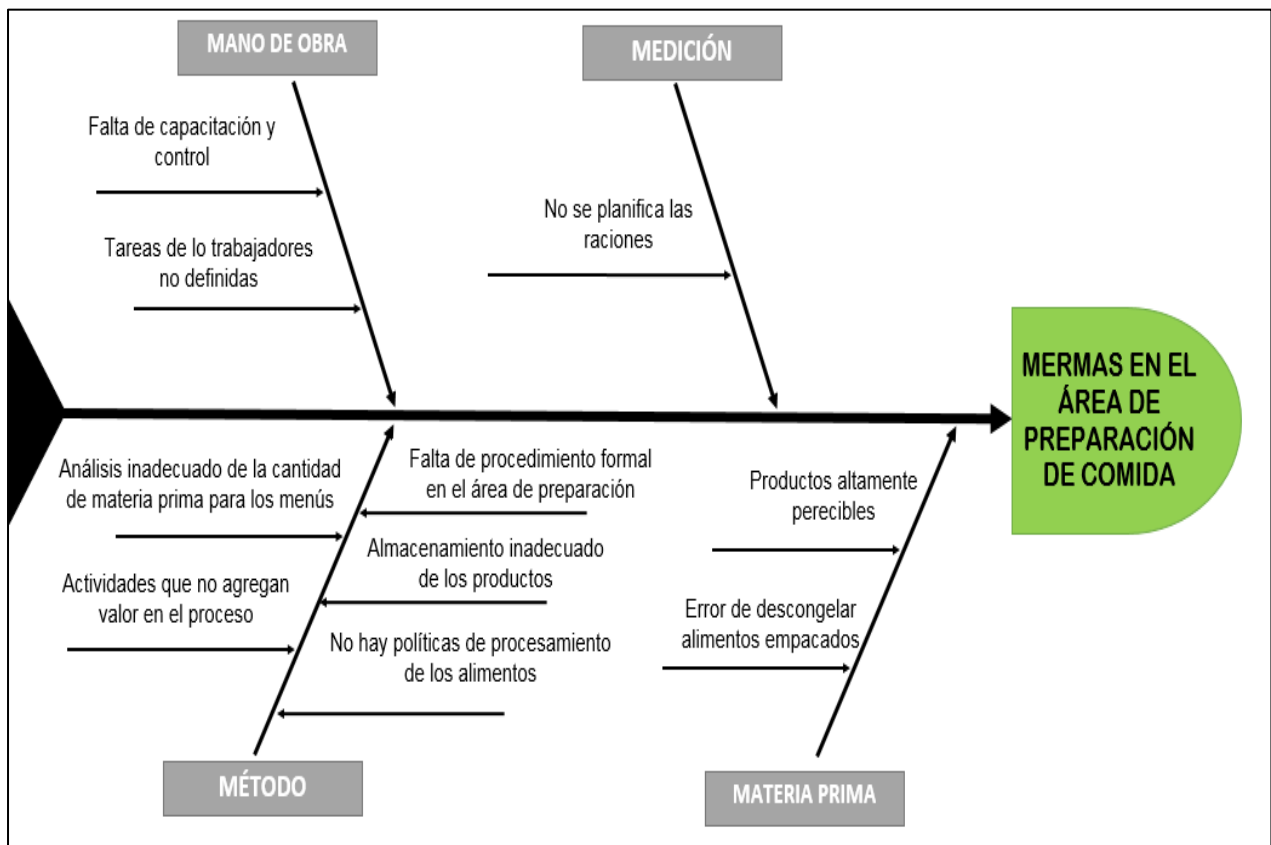 MANO DE OBRA
Falta de capacitación y
control
Tareas de lo trabajadores
no definidas
MEDICIÓN
No se planifica las
raciones
MERMAS EN EL
ÁREA DE
PREPARACIÓN
DE COMIDA
Análisis inadecuado de la cantidad
de materia prima para los menús
Actividades que no agregan
valor en el proceso
Falta de procedimiento formal
en el área de preparación
Almacenamiento inadecuado
de los productos
No hay políticas de procesamiento
de los alimentos
MÉTODO
Productos altamente
perecibles
Error de descongelar
alimentos empacados
MATERIA PRIMA